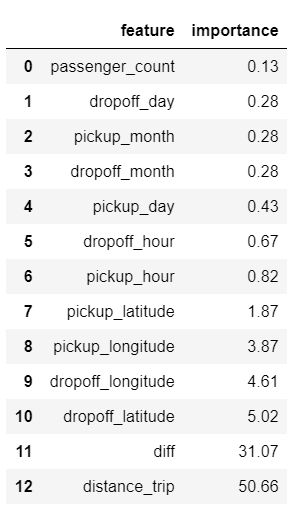 feature importance
0 passenger_count 0.13
1 dropoff_day 0.28
2 pickup_month 0.28
3 dropoff_month 0.28
4 pickup_day 0.43
5 dropoff_hour 0.67
6 pickup_hour 0.82
7 pickup_latitude 1.87
8 pickup_longitude 3.87
9 dropoff_longitude 4.61
10 dropoff_latitude 5.02
11 diff 31.07
12 distance_trip 50.66